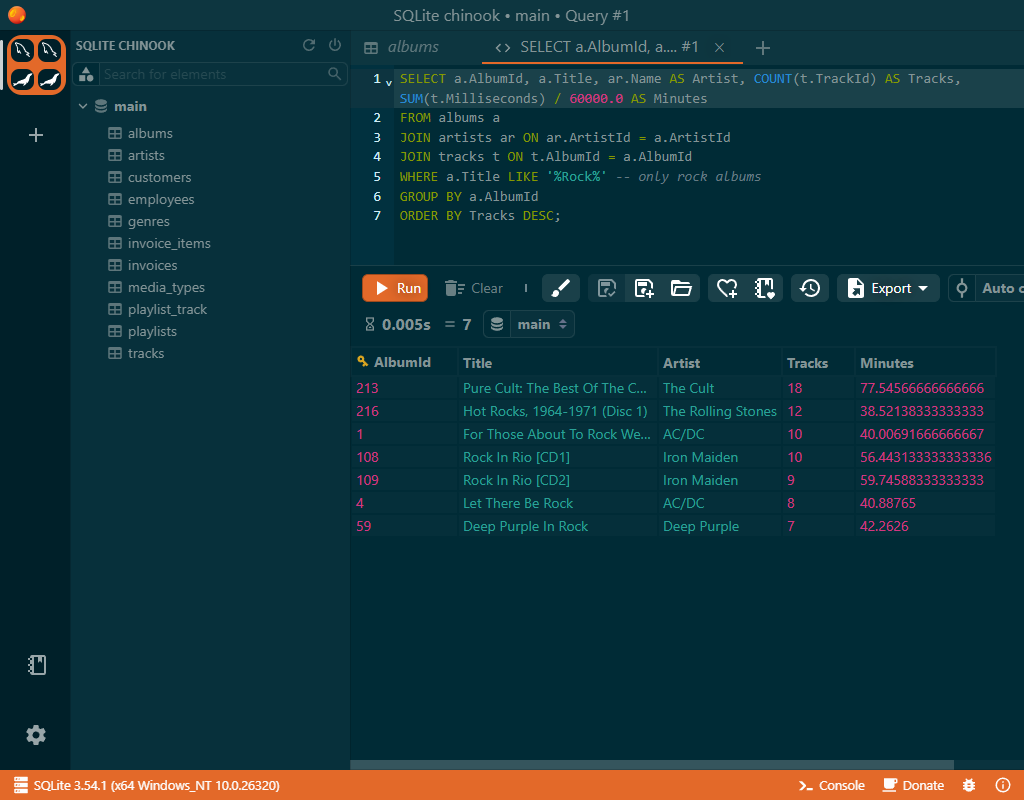 SQLite chinook • main • Query #1
SQLITE CHINOOK
Search for elements
main
albums
artists
customers
employees
genres
invoice_items
invoices
media_types
playlist_track
playlists
tracks
albums
SELECT a.AlbumId, a.... #1
1 SELECT a.AlbumId, a.Title, ar.Name AS Artist, COUNT(t.TrackId) AS Tracks,
SUM(t.Milliseconds) / 60000.0 AS Minutes
2 FROM albums a
3 JOIN artists ar ON ar.ArtistId = a.ArtistId
4 JOIN tracks t ON t.AlbumId = a.AlbumId
5 WHERE a.Title LIKE '%Rock%' -- only rock albums
6 GROUP BY a.AlbumId
7 ORDER BY Tracks DESC;
Run Clear Export Auto c
0.005s = 7 main
AlbumId Title Artist Tracks Minutes
213 Pure Cult: The Best Of The C... The Cult 18 77.54566666666666
216 Hot Rocks, 1964-1971 (Disc 1) The Rolling Stones 12 38.52138333333333
1 For Those About To Rock We... AC/DC 10 40.00691666666667
108 Rock In Rio [CD1] Iron Maiden 10 56.443133333333336
109 Rock In Rio [CD2] Iron Maiden 9 59.74588333333333
4 Let There Be Rock AC/DC 8 40.88765
59 Deep Purple In Rock Deep Purple 7 42.2626
SQLite 3.54.1 (x64 Windows_NT 10.0.26320)
Console Donate